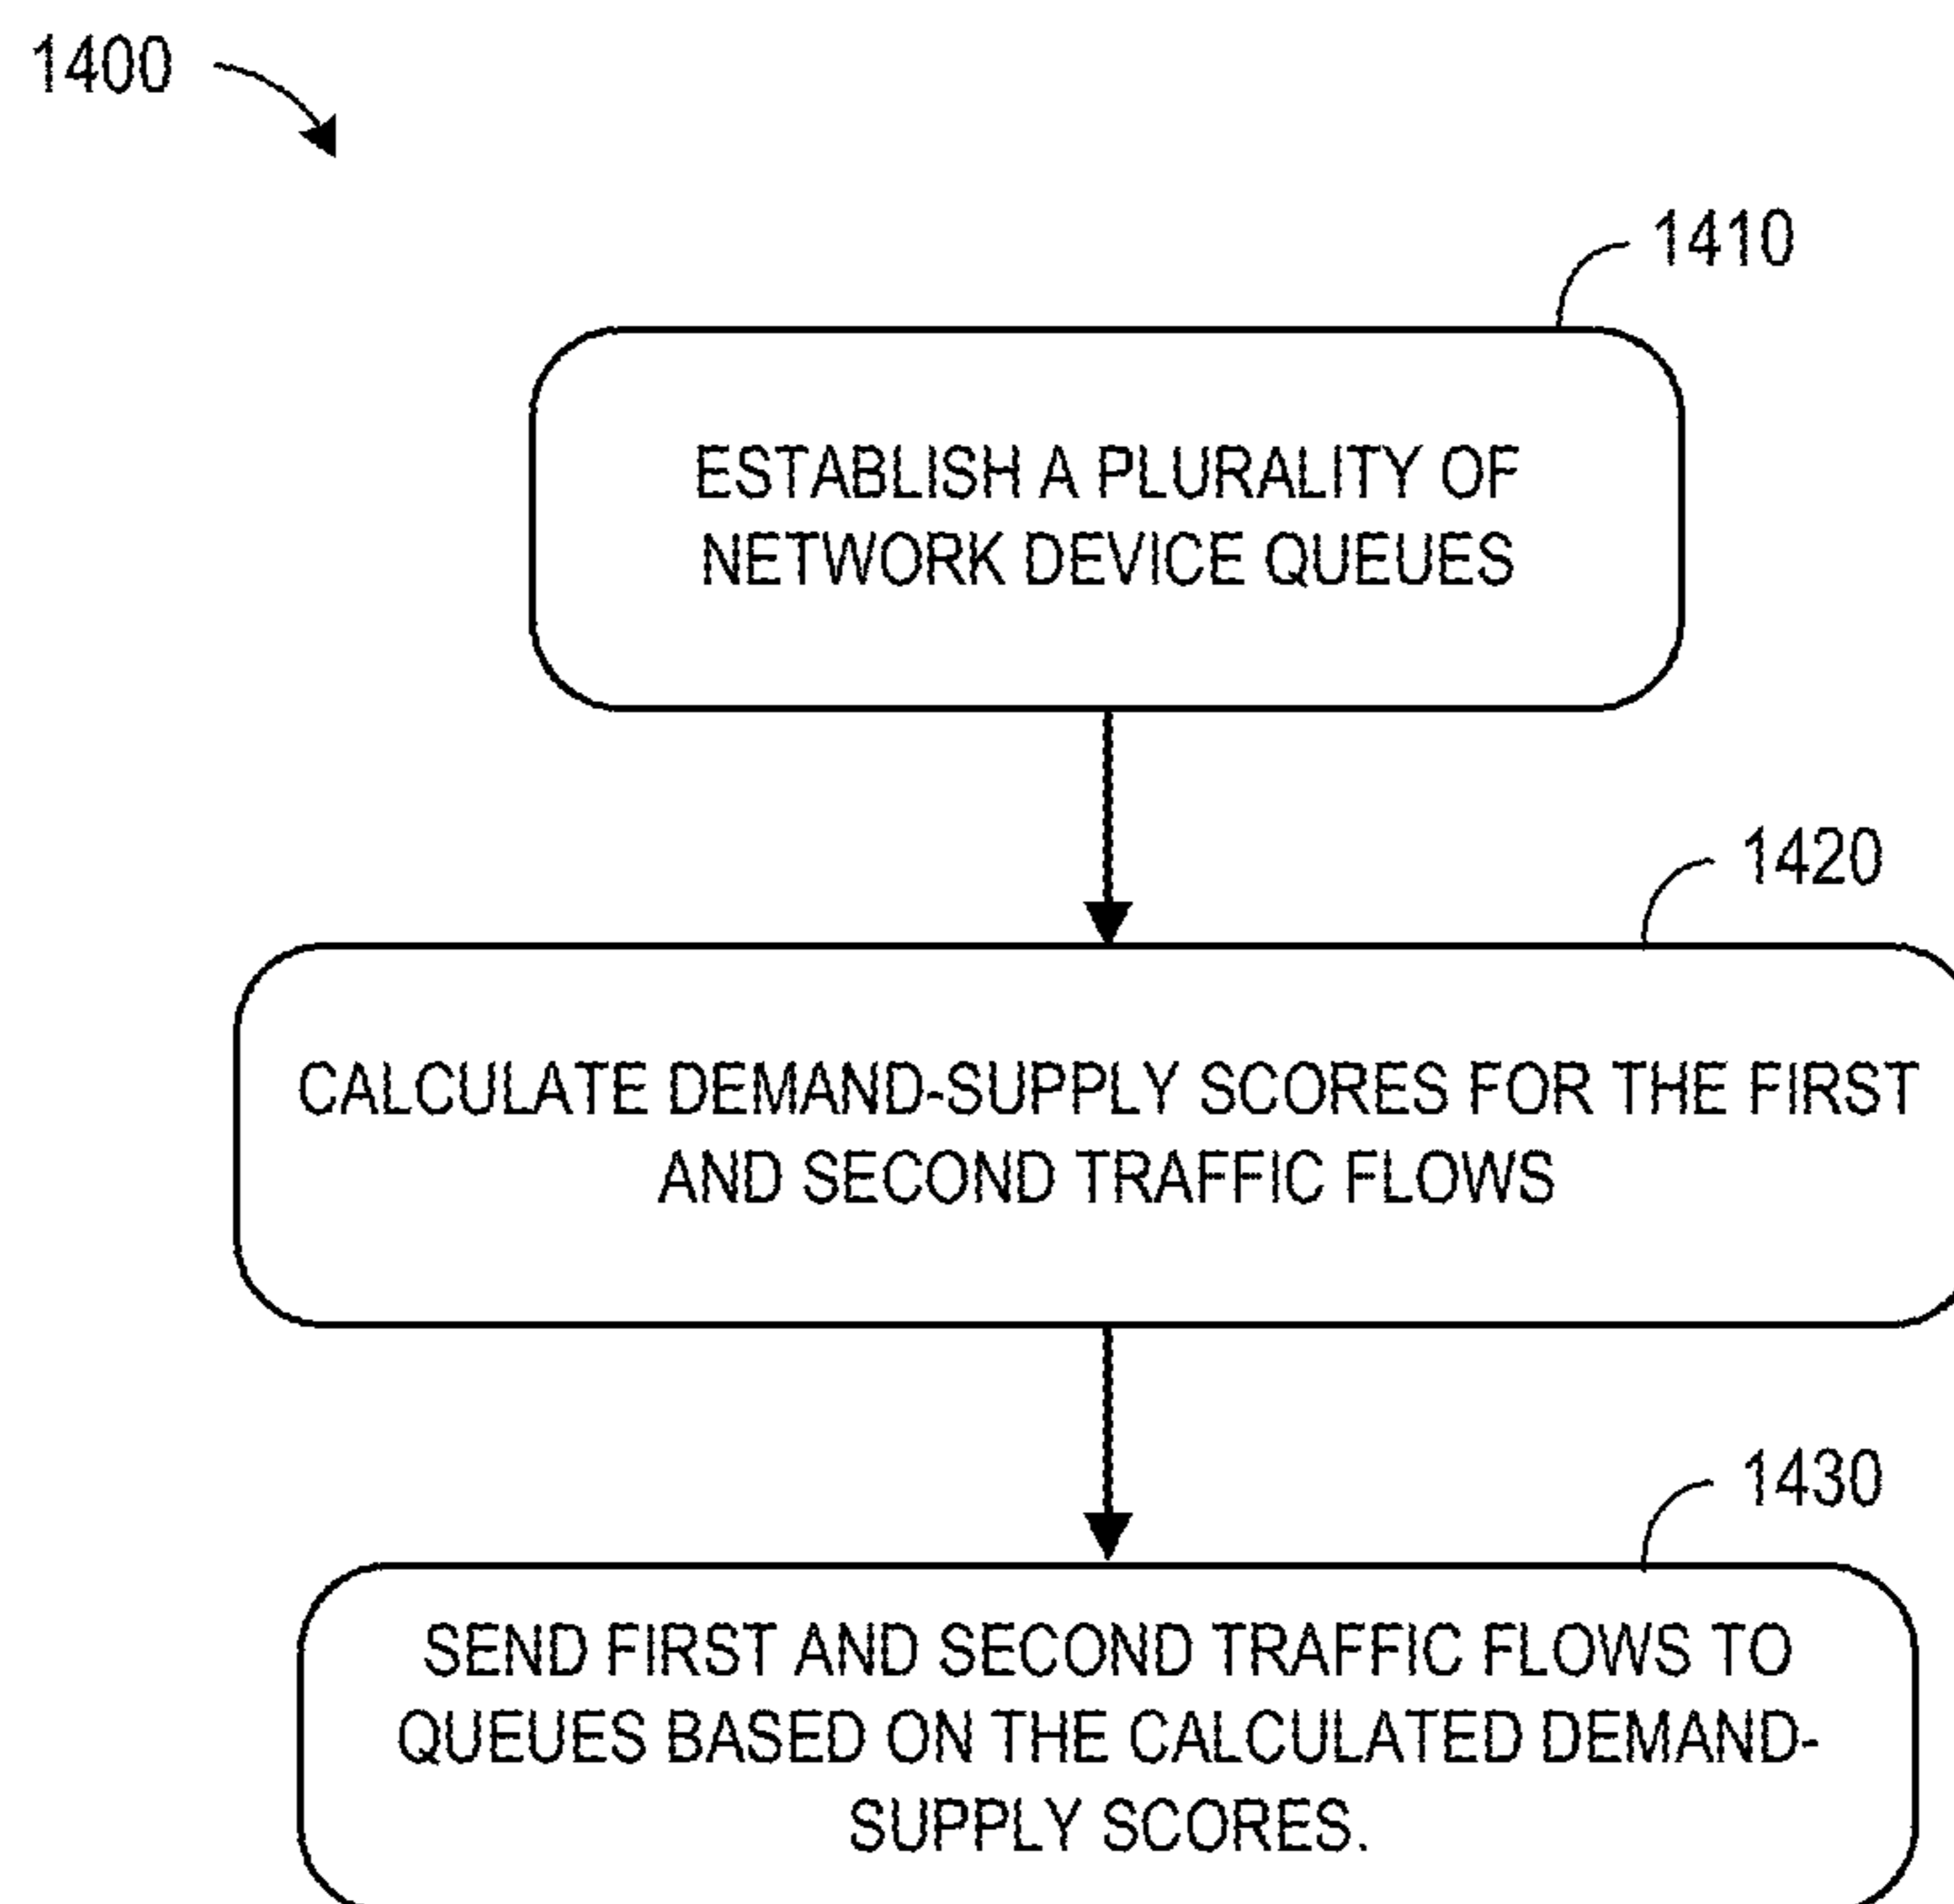 1400
1410
ESTABLISH A PLURALITY OF
NETWORK DEVICE QUEUES
1420
CALCULATE DEMAND-SUPPLY SCORES FOR THE FIRST
AND SECOND TRAFFIC FLOWS
1430
SEND FIRST AND SECOND TRAFFIC FLOWS TO
QUEUES BASED ON THE CALCULATED DEMAND-
SUPPLY SCORES.